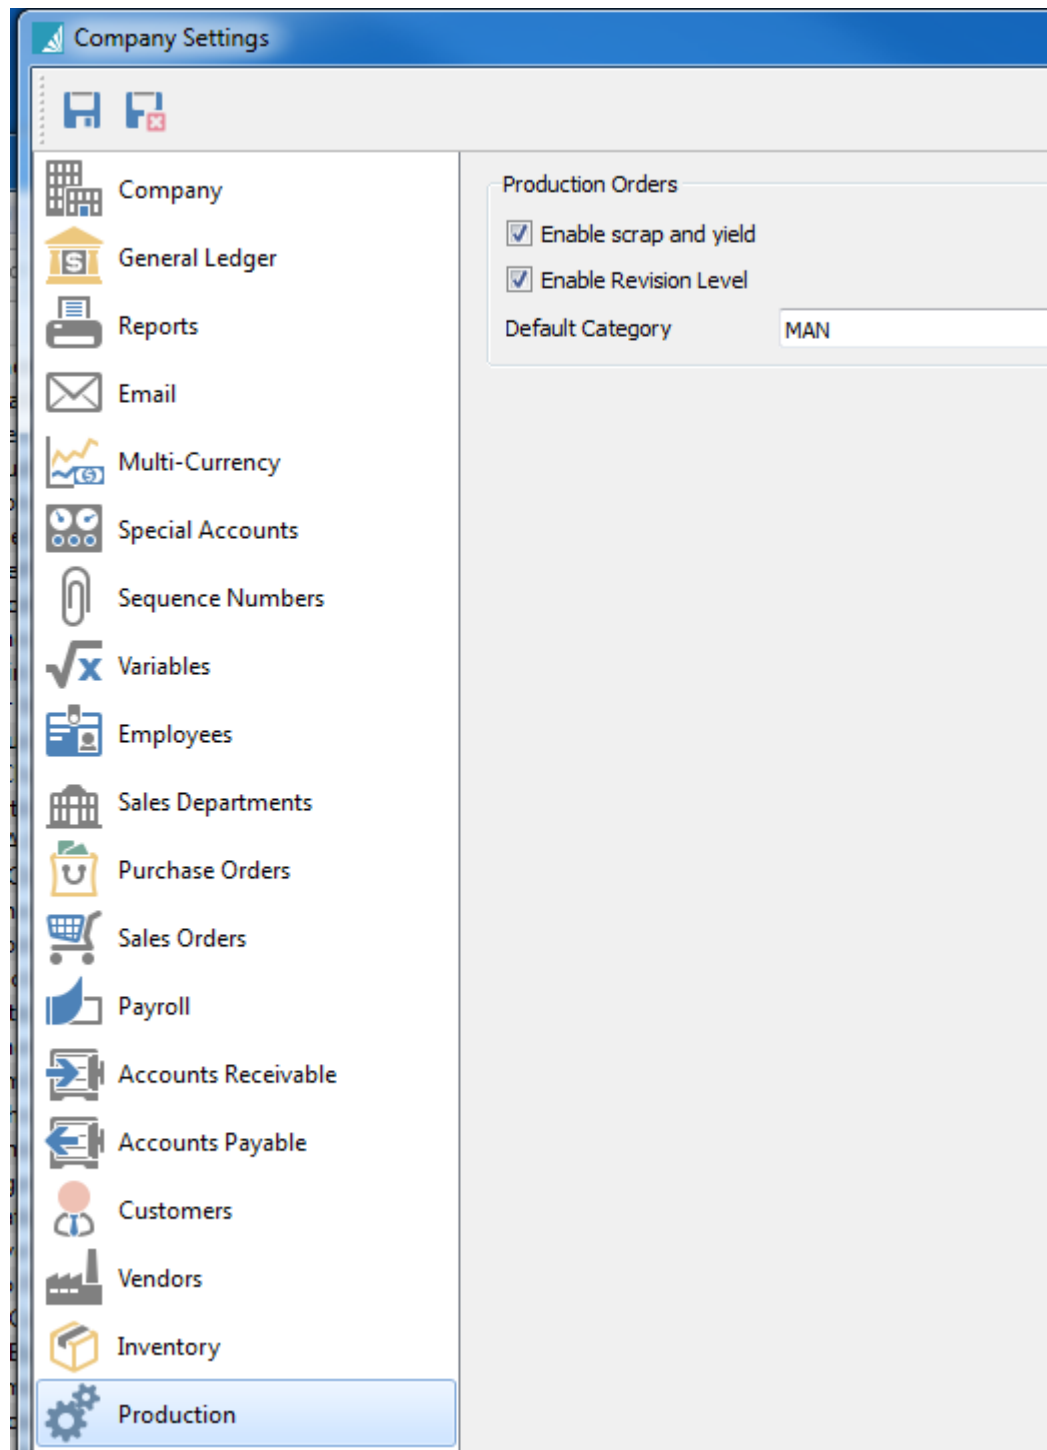 Company Settings
Company
General Ledger
Reports
Email
Multi-Currency
Special Accounts
Sequence Numbers
Variables
Employees
Sales Departments
Purchase Orders
Sales Orders
Payroll
Accounts Receivable
Accounts Payable
Customers
Vendors
Inventory
Production
Production Orders
Enable scrap and yield
Enable Revision Level
Default Category MAN